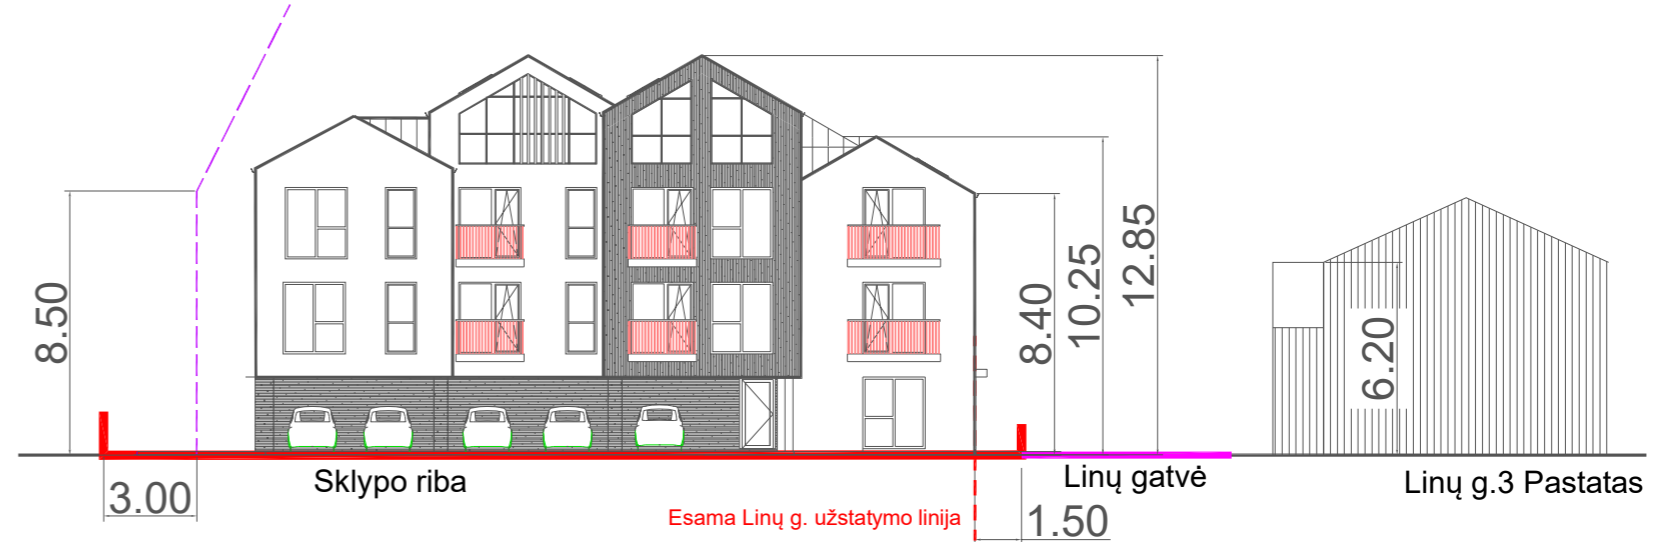 8.50
3.00
Sklypo riba
Esama Linų g. užstatymo linija
1.50
Linų gatvė
8.40
10.25
12.85
6.20
Linų g.3 Pastatas